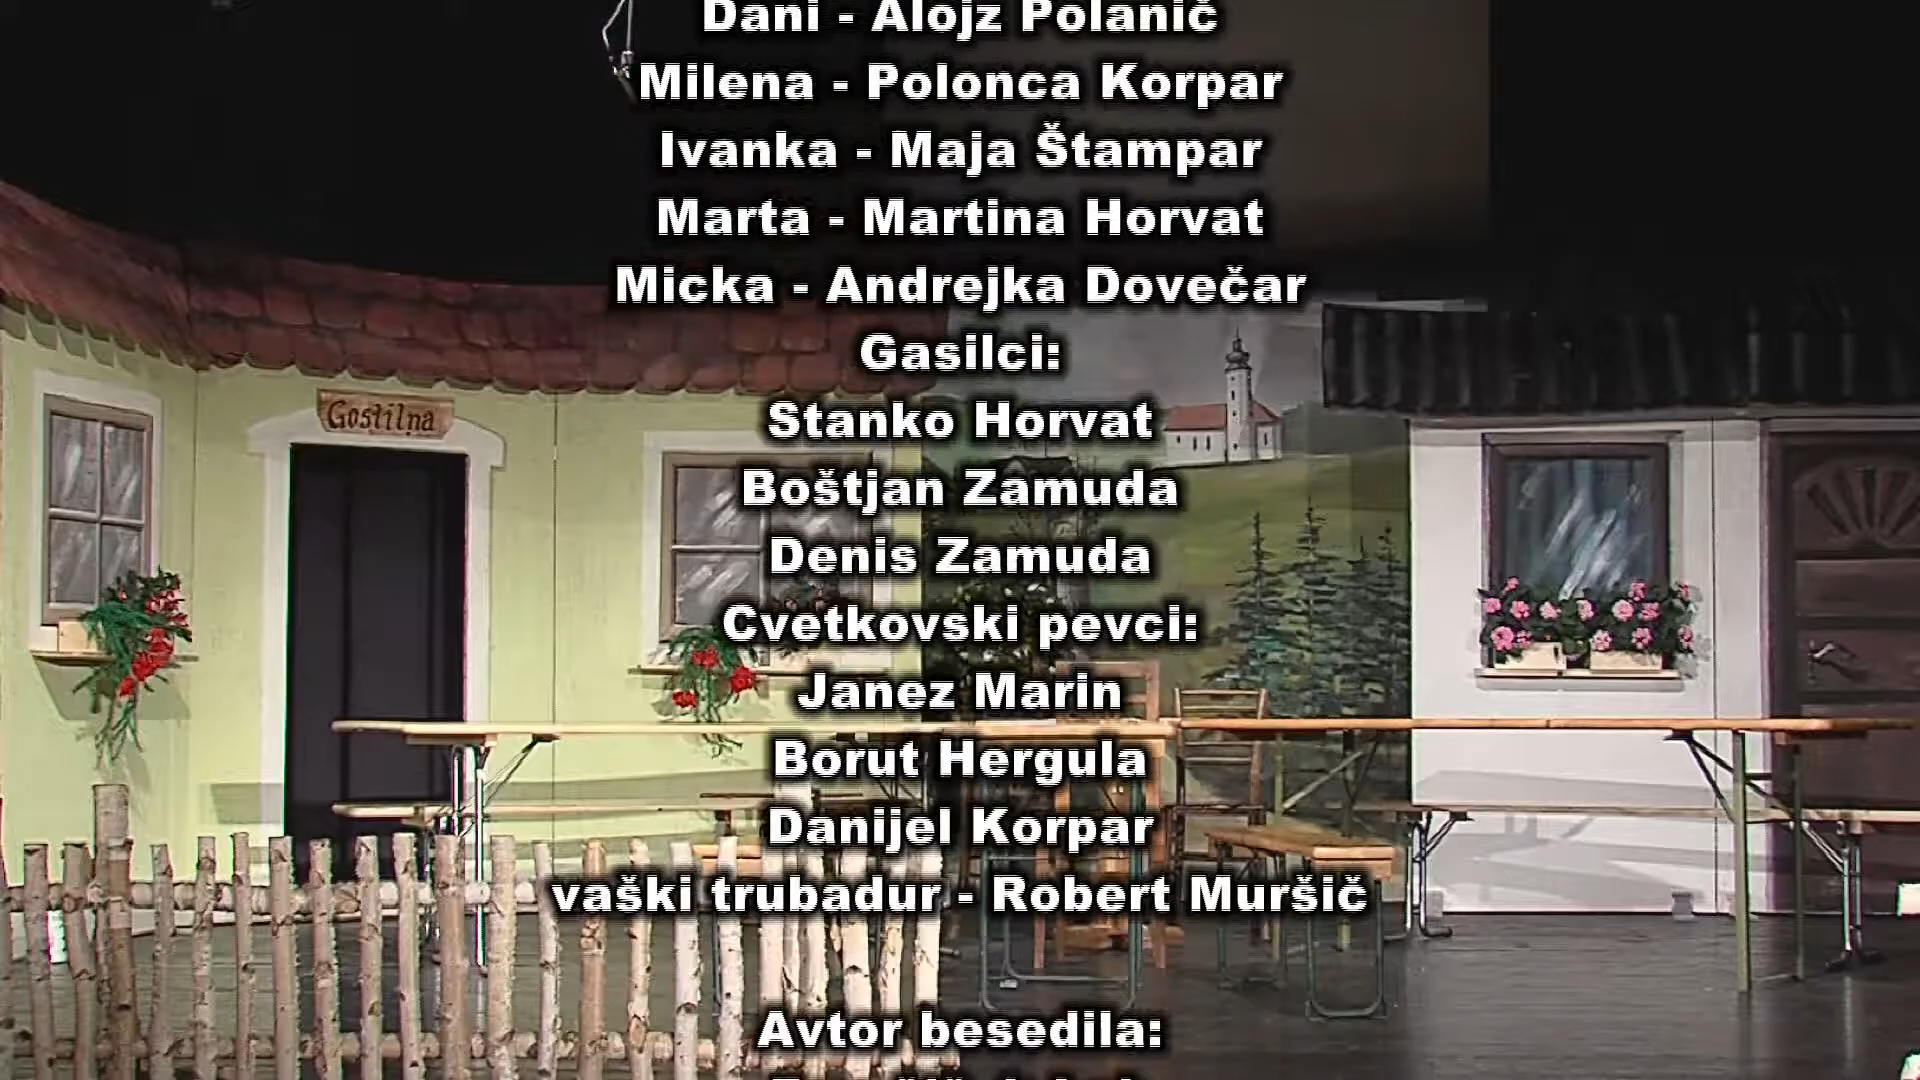 Dani - Alojz Polanič
Milena - Polonca Korpar
Ivanka - Maja Štampar
Marta - Martina Horvat
Micka - Andrejka Dovečar
Gasilci:
Gostilna
Stanko Horvat
Boštjan Zamuda
Denis Zamuda
Cvetkovski pevci:
Janez Marin
Borut Hergula
Danijel Korpar
vaški trubadur - Robert Muršič
Avtor besedila: